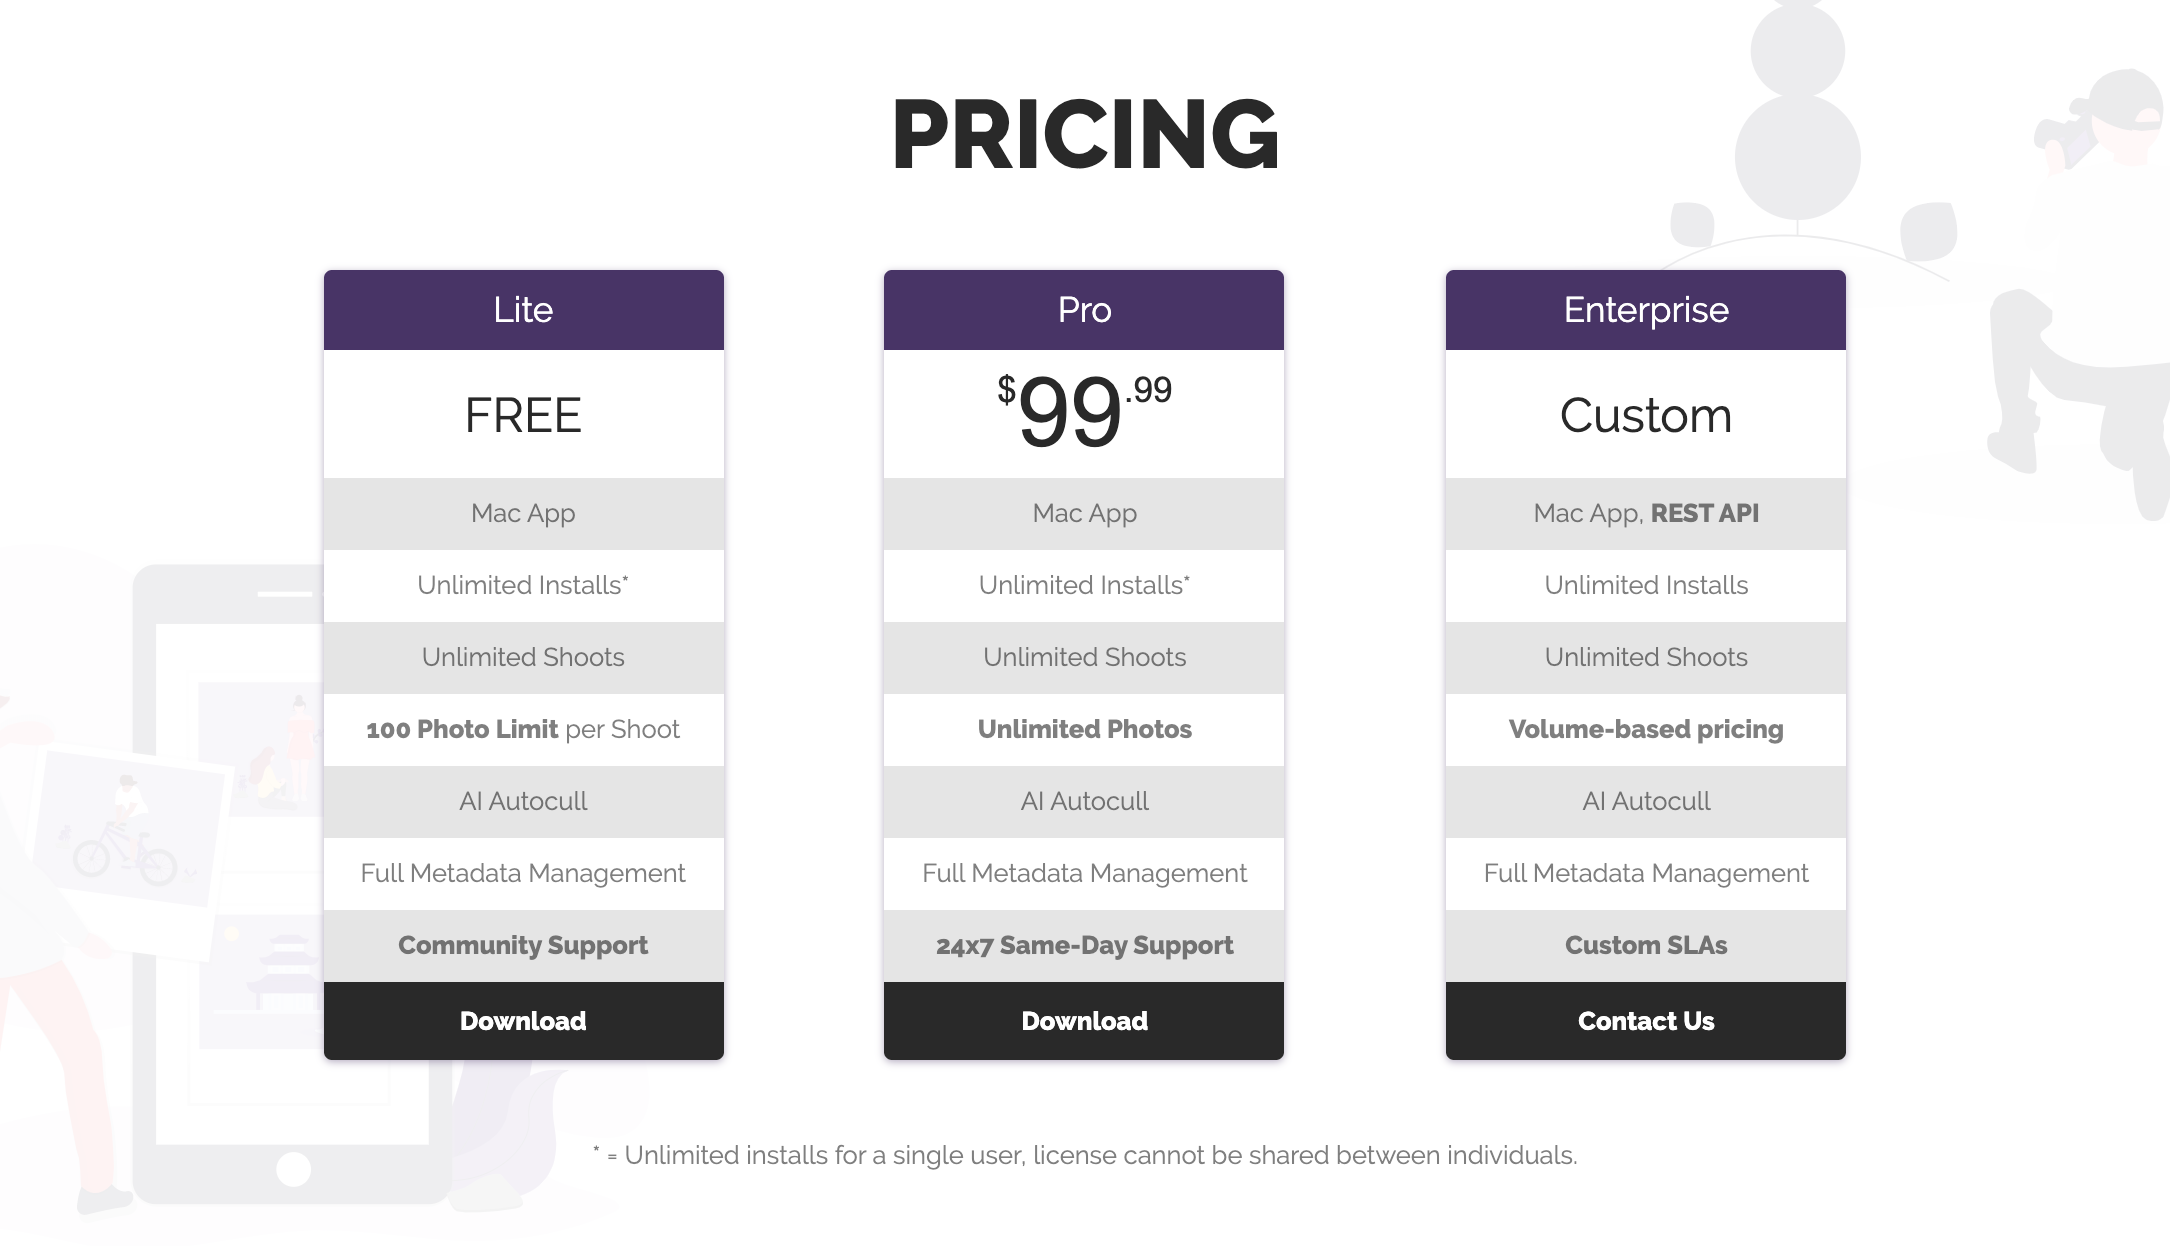 PRICING
Lite
FREE
Mac App
Unlimited Installs*
Unlimited Shoots
100 Photo Limit per Shoot
AI Autocull
Full Metadata Management
Community Support
Download
Pro
$99.99
Mac App
Unlimited Installs*
Unlimited Shoots
Unlimited Photos
AI Autocull
Full Metadata Management
24x7 Same-Day Support
Download
Enterprise
Custom
Mac App, REST API
Unlimited Installs
Unlimited Shoots
Volume-based pricing
AI Autocull
Full Metadata Management
Custom SLAs
Contact Us
* = Unlimited installs for a single user, license cannot be shared between individuals.